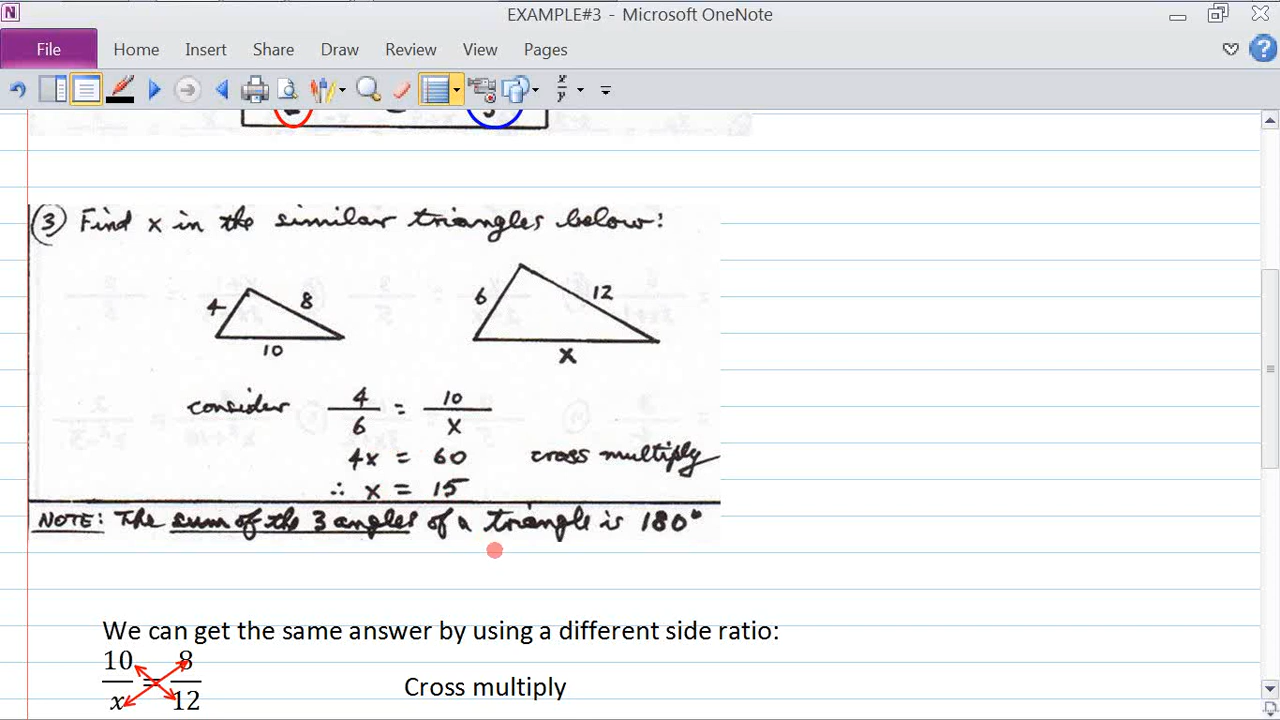 EXAMPLE#3 - Microsoft OneNote
File Home Insert Share Draw Review View Pages
(3) Find x in the similar triangles below:
4 8 6 12
10 x
consider 4/6 = 10/x
4x = 60 cross multiply
∴ x = 15
NOTE: The sum of the 3 angles of a triangle is 180°
We can get the same answer by using a different side ratio:
10/x = 8/12 Cross multiply